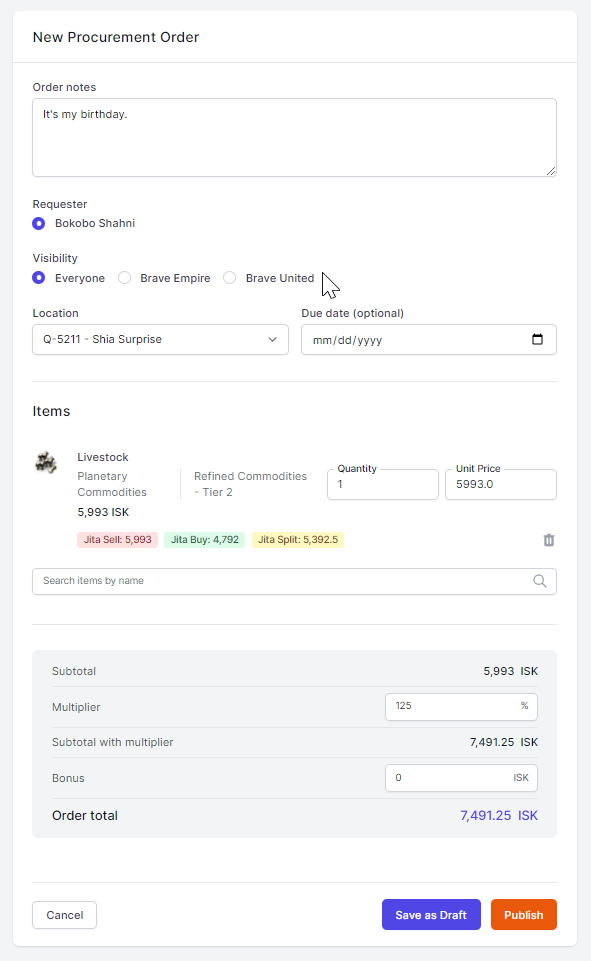 New Procurement Order
Order notes
It's my birthday.
Requester
Bokobo Shahni
Visibility
Everyone Brave Empire Brave United
Location Due date (optional)
Q-5211 - Shia Surprise mm/dd/yyyy
Items
Livestock
Planetary Commodities Refined Commodities - Tier 2
Quantity Unit Price
1 5993.0
5,993 ISK
Jita Sell: 5,993 Jita Buy: 4,792 Jita Split: 5,392.5
Search items by name
Subtotal 5,993 ISK
Multiplier 125 %
Subtotal with multiplier 7,491.25 ISK
Bonus 0 ISK
Order total 7,491.25 ISK
Cancel Save as Draft Publish